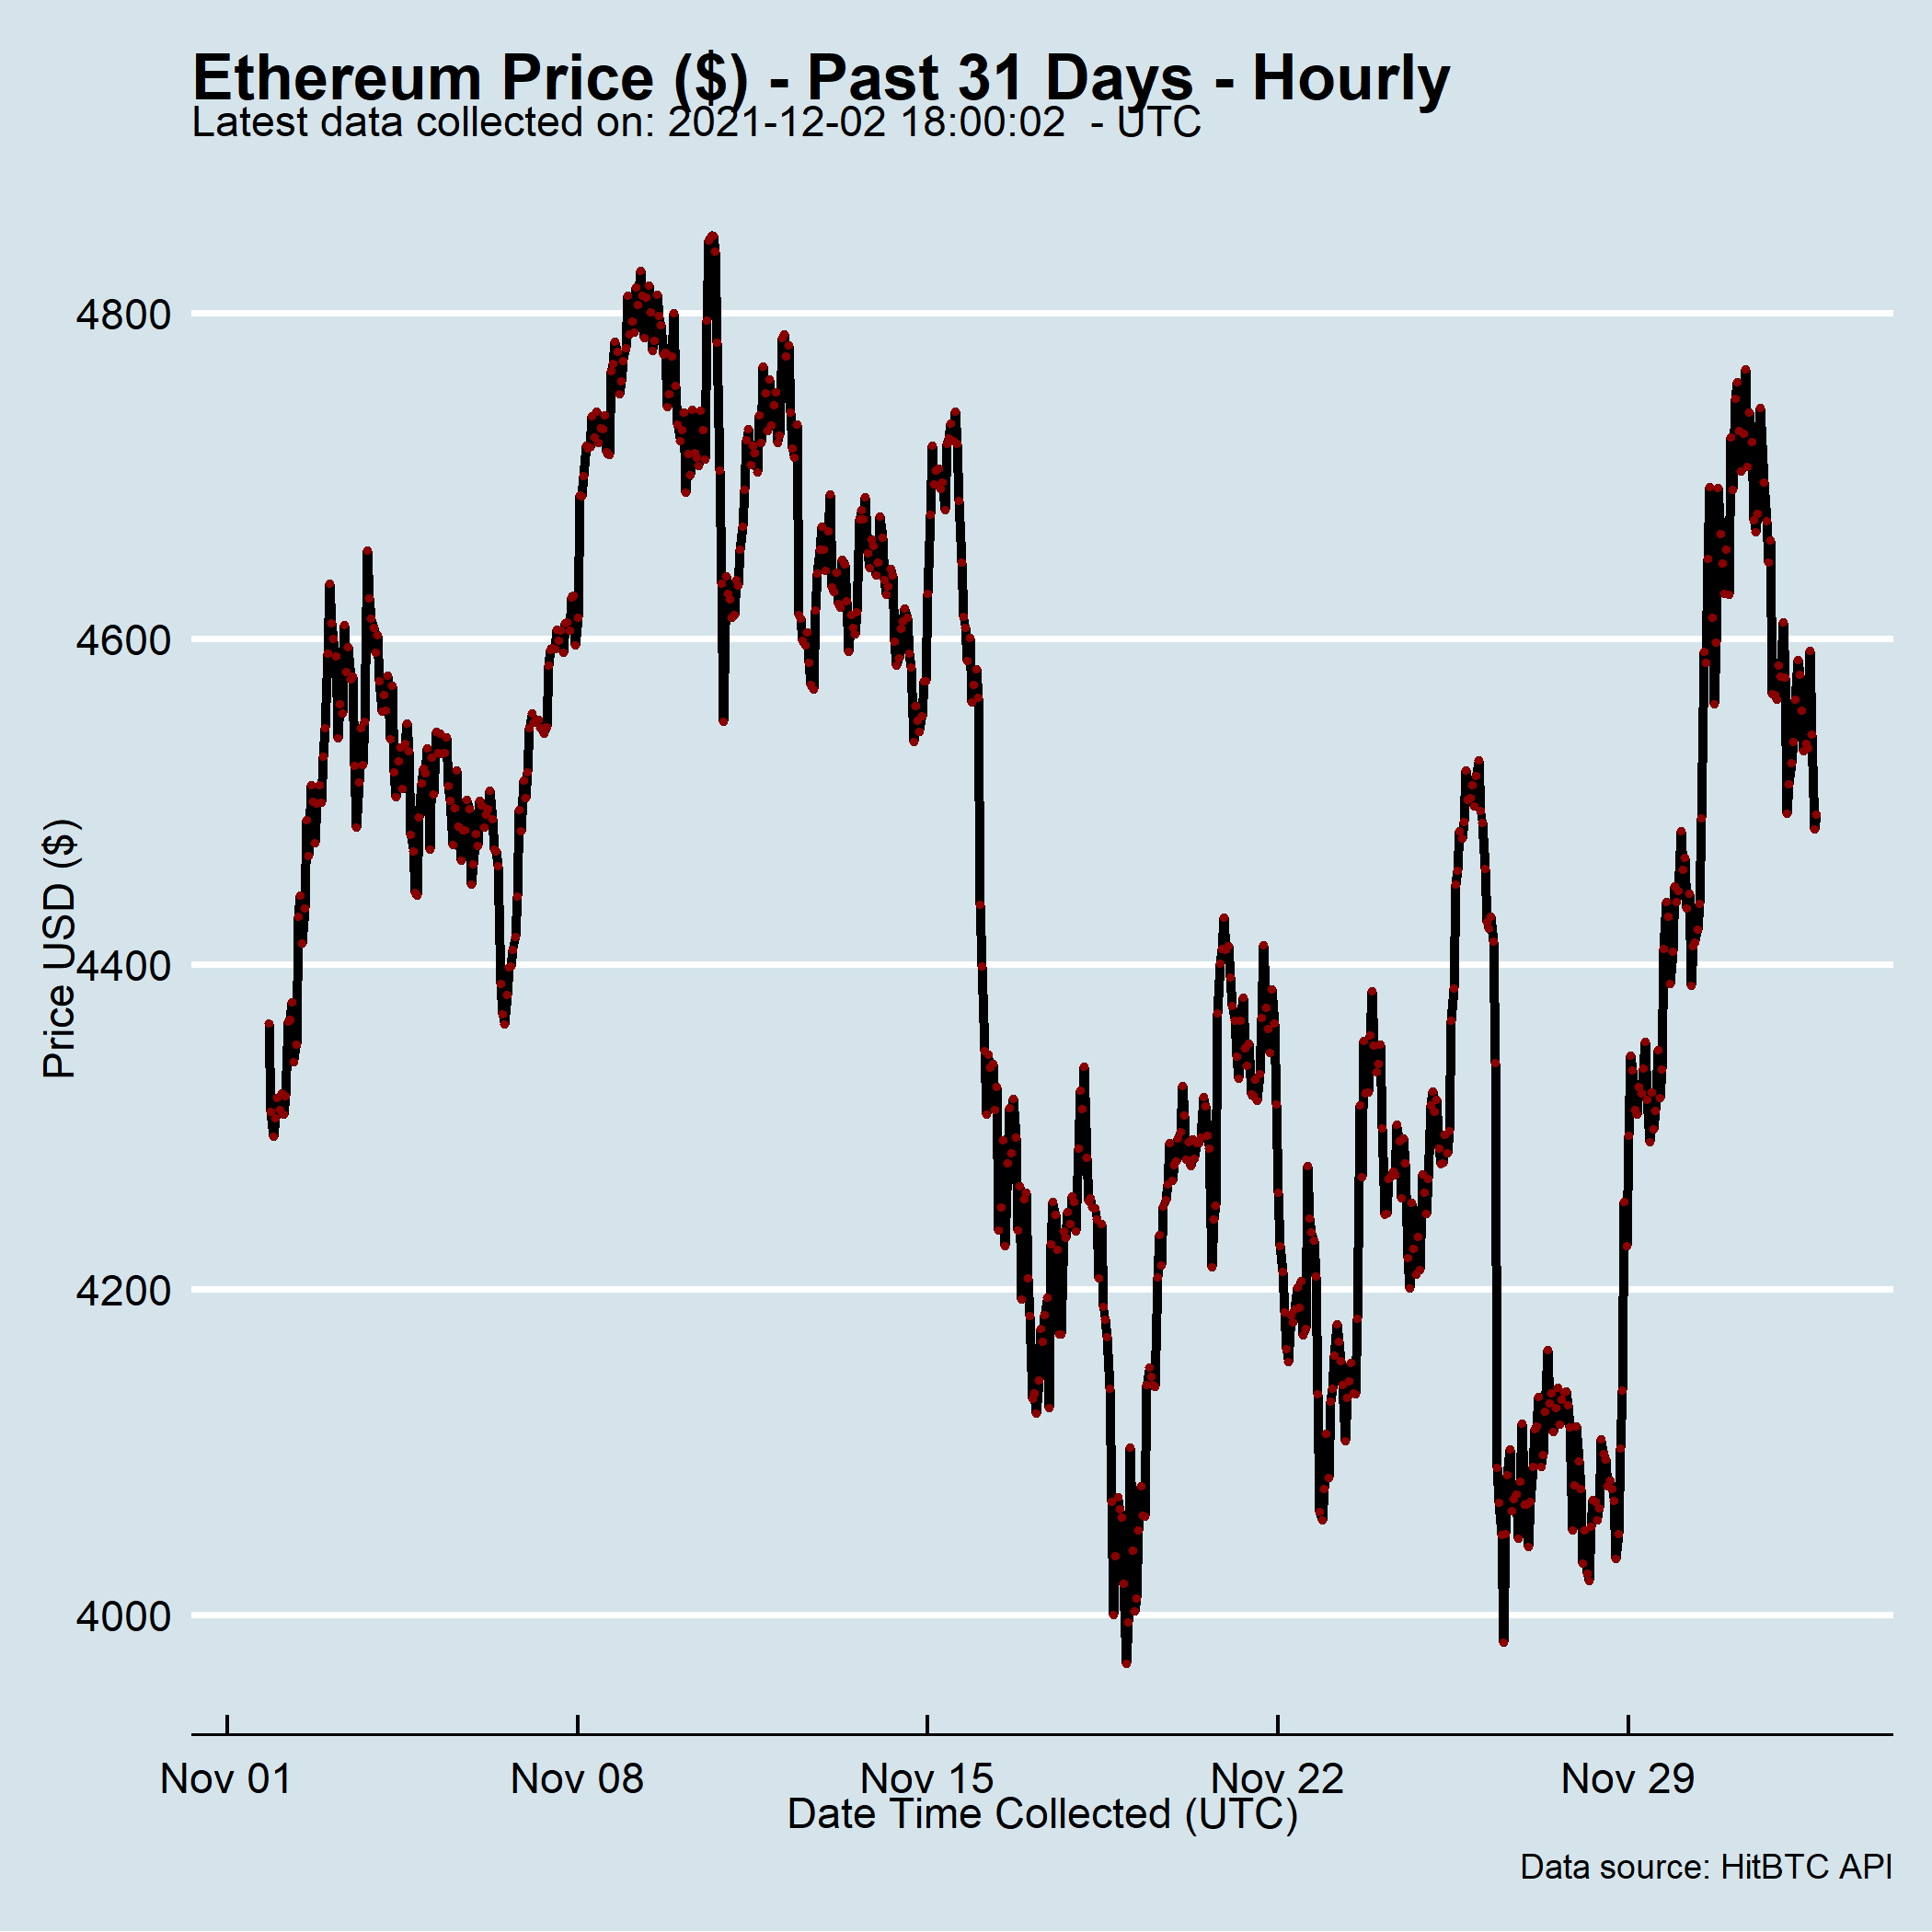 Ethereum Price ($) - Past 31 Days - Hourly
Latest data collected on: 2021-12-02 18:00:02  - UTC
Price USD ($)
4800
4600
4400
4200
4000
Nov 01 Nov 08 Nov 15 Nov 22 Nov 29
Date Time Collected (UTC)
Data source: HitBTC API